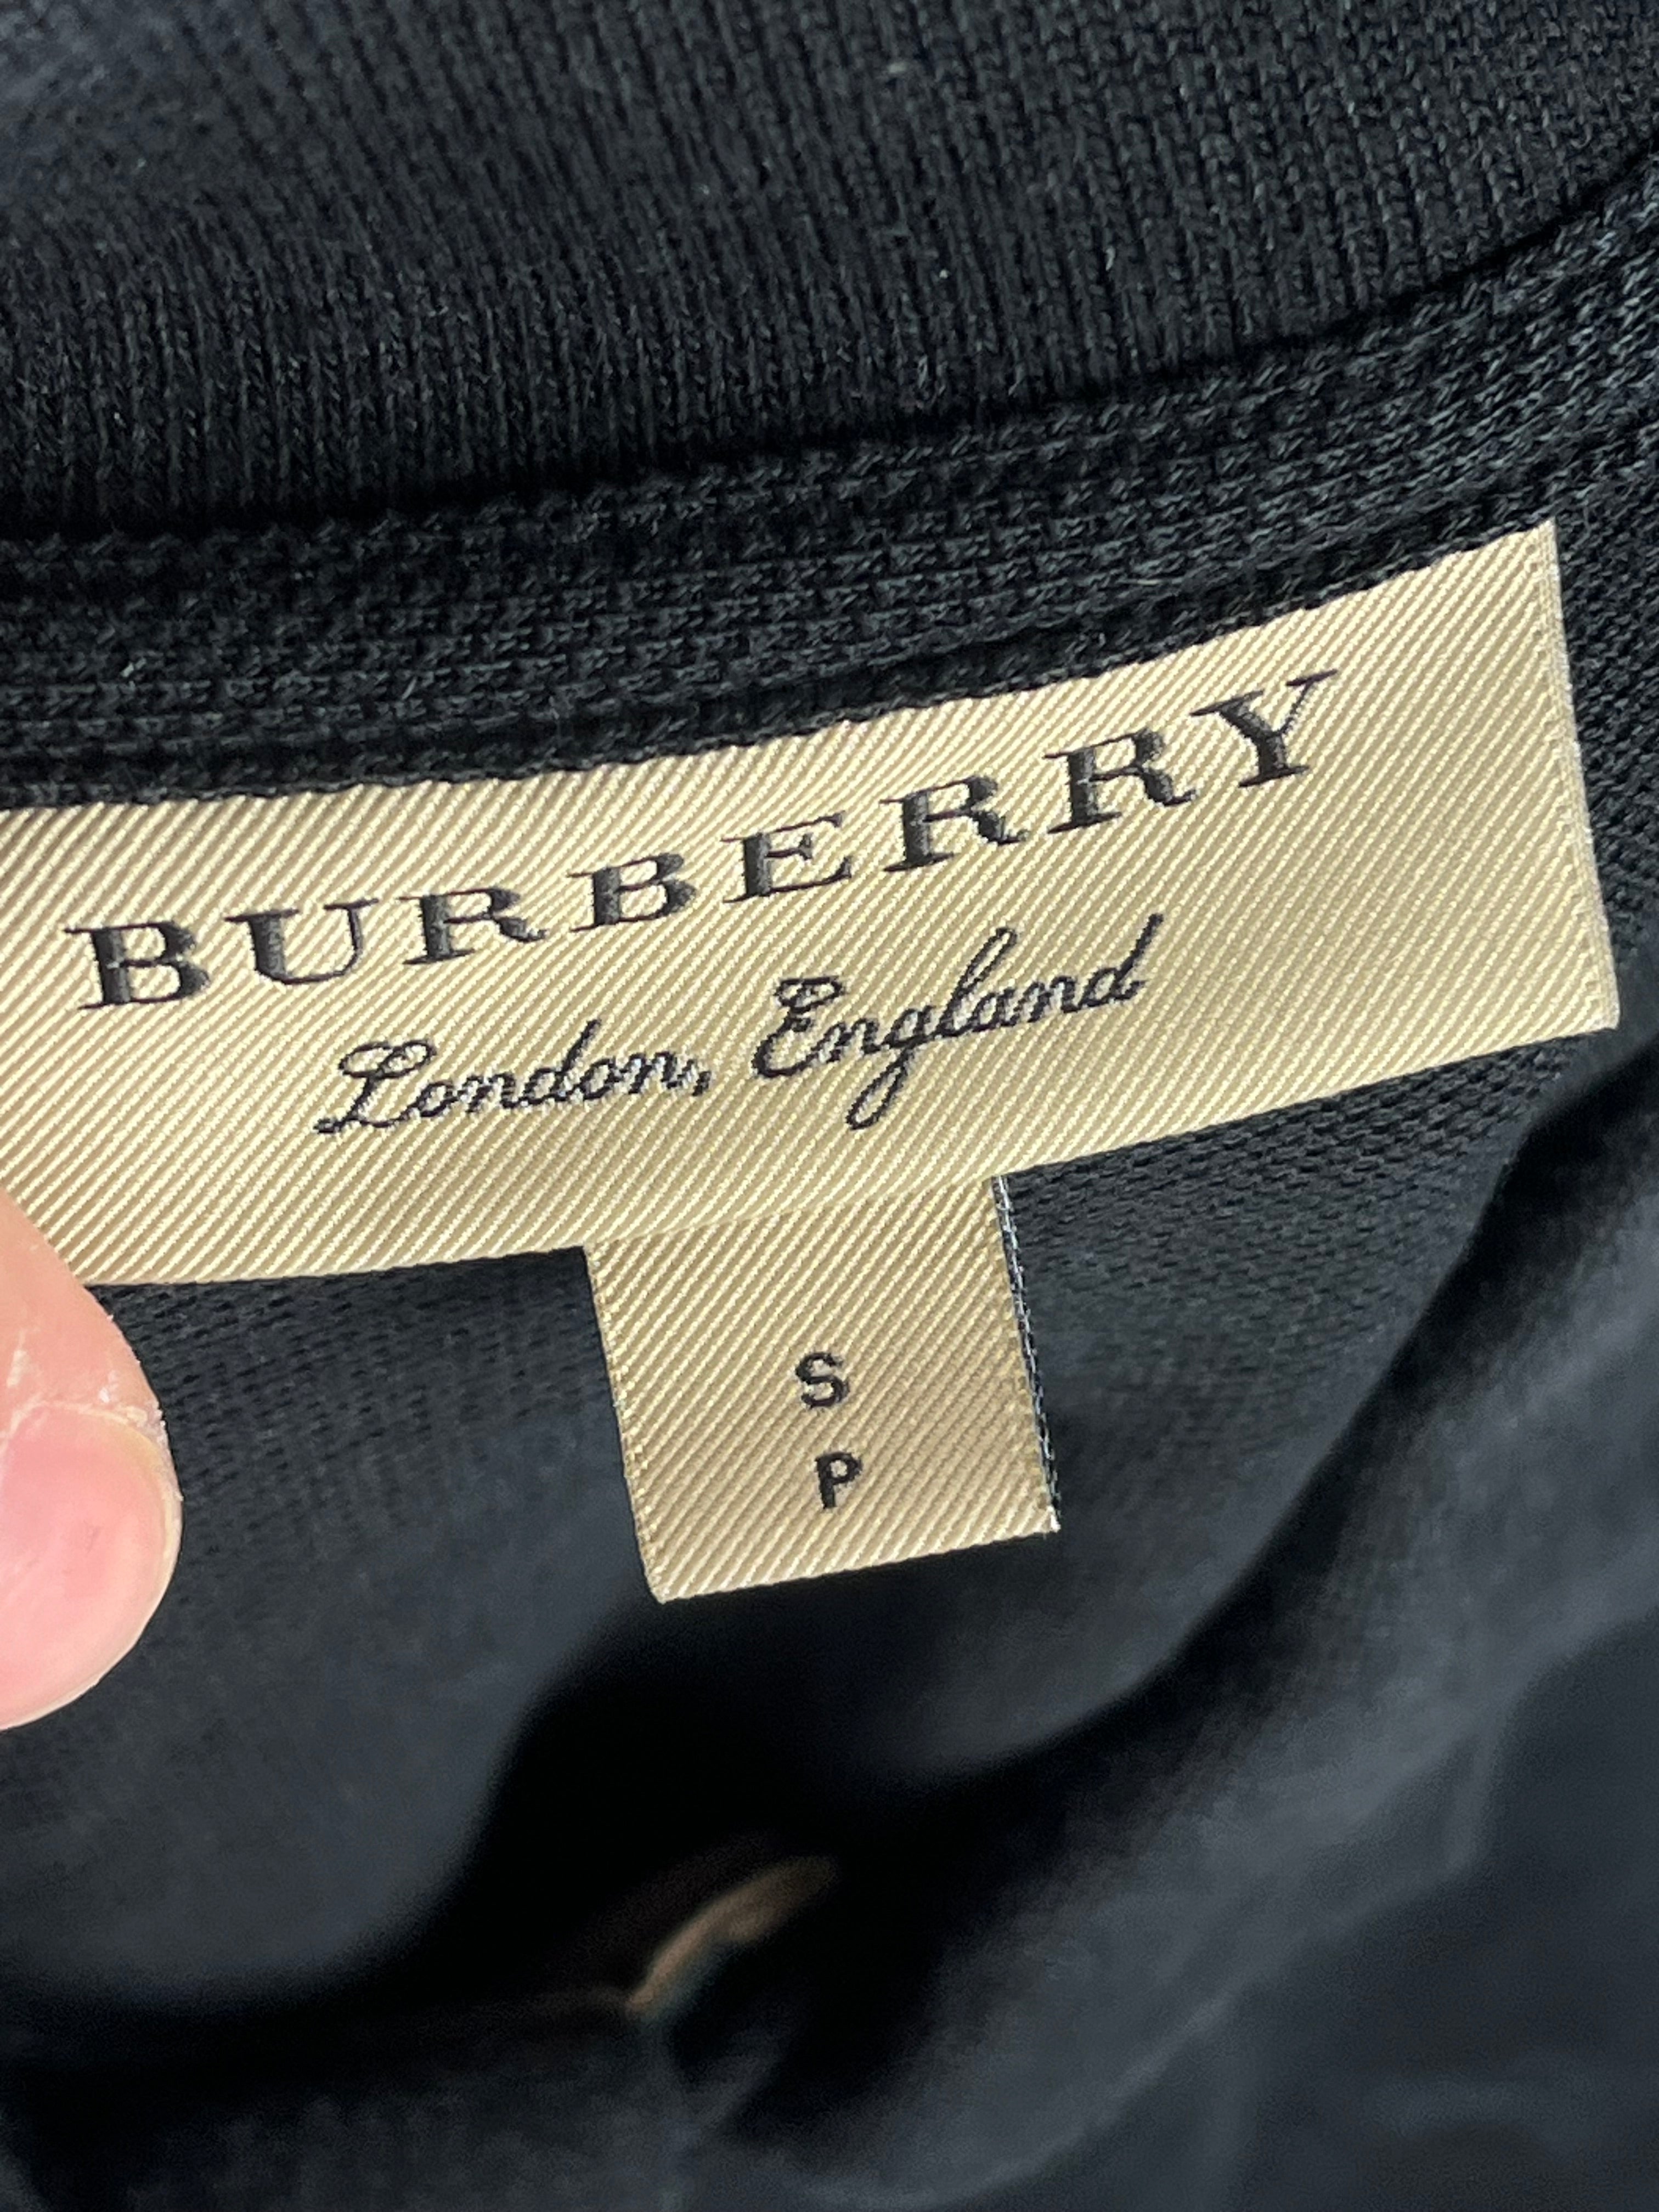 BURBERRY
London, England
S
P